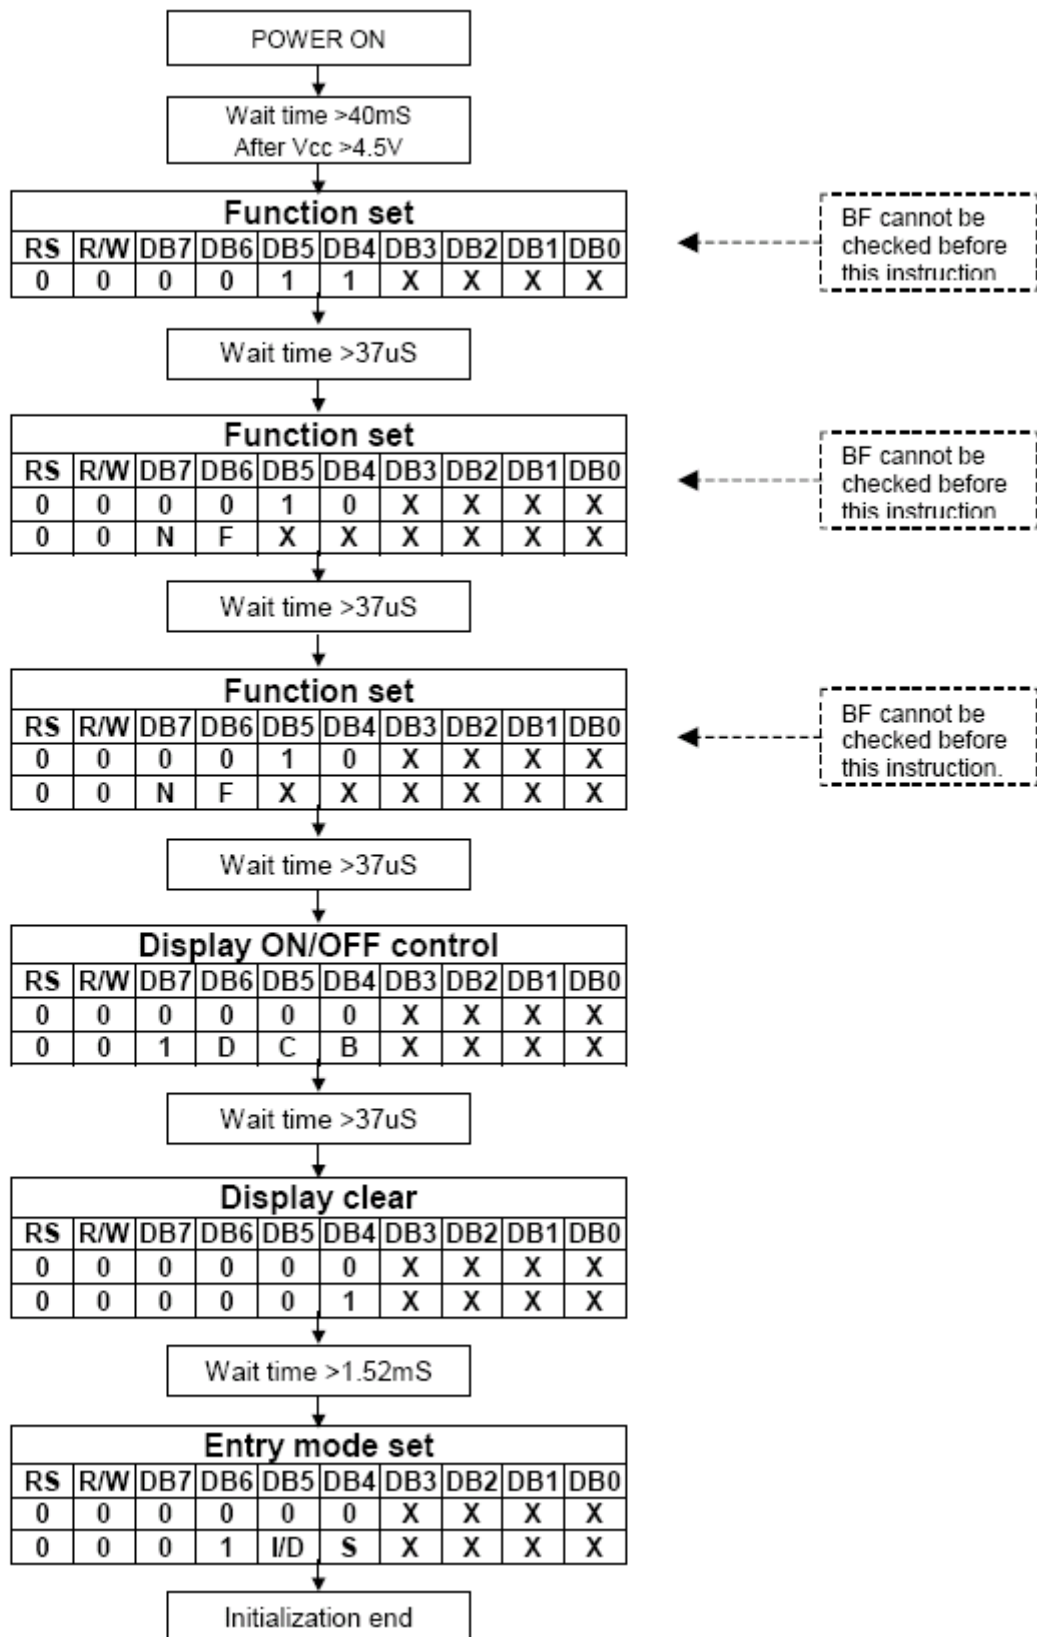 POWER ON
Wait time >40mS
After Vcc >4.5V
Function set
RS R/W DB7 DB6 DB5 DB4 DB3 DB2 DB1 DB0
0 0 0 0 1 1 X X X X
BF cannot be
checked before
this instruction.
Wait time >37uS
Function set
RS R/W DB7 DB6 DB5 DB4 DB3 DB2 DB1 DB0
0 0 0 0 1 0 X X X X
0 0 N F X X X X X X
BF cannot be
checked before
this instruction.
Wait time >37uS
Function set
RS R/W DB7 DB6 DB5 DB4 DB3 DB2 DB1 DB0
0 0 0 0 1 0 X X X X
0 0 N F X X X X X X
BF cannot be
checked before
this instruction.
Wait time >37uS
Display ON/OFF control
RS R/W DB7 DB6 DB5 DB4 DB3 DB2 DB1 DB0
0 0 0 0 0 0 X X X X
0 0 1 D C B X X X X
Wait time >37uS
Display clear
RS R/W DB7 DB6 DB5 DB4 DB3 DB2 DB1 DB0
0 0 0 0 0 0 X X X X
0 0 0 0 0 1 X X X X
Wait time >1.52mS
Entry mode set
RS R/W DB7 DB6 DB5 DB4 DB3 DB2 DB1 DB0
0 0 0 0 0 0 X X X X
0 0 0 1 I/D S X X X X
Initialization end